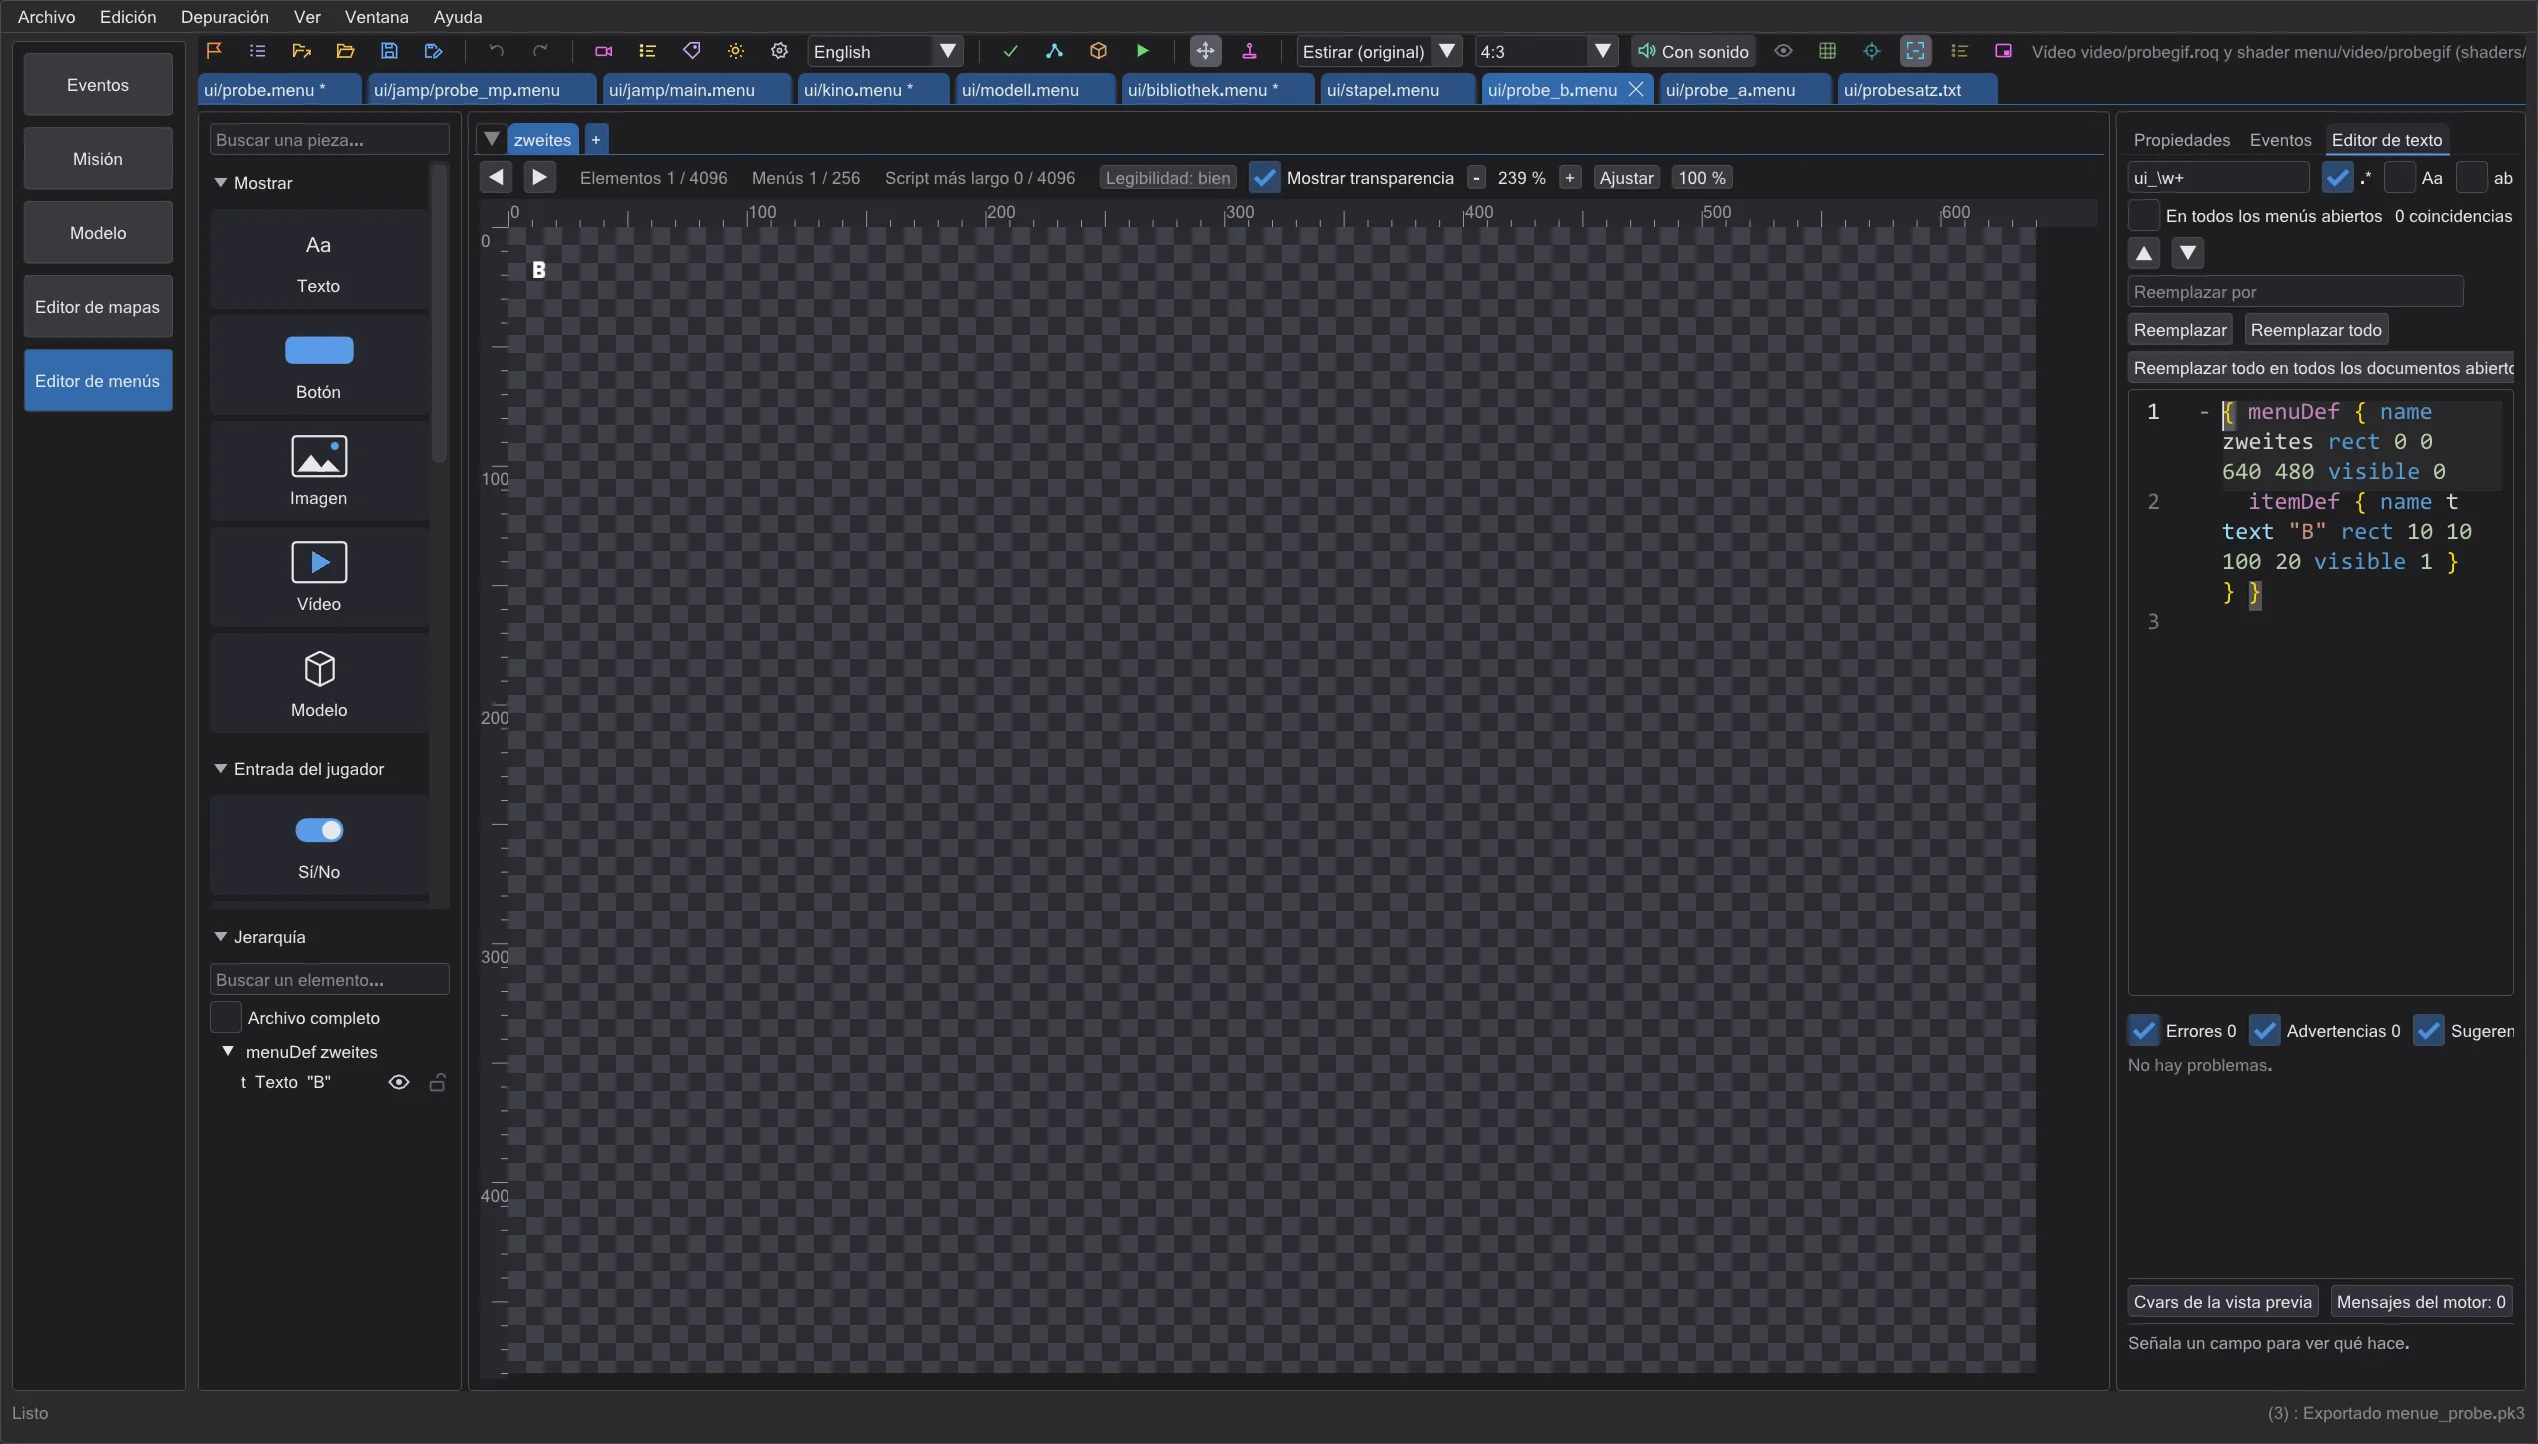 Archivo Edición Depuración Ver Ventana Ayuda
English Estirar (original) 4:3 Con sonido Vídeo video/probegif.roq y shader menu/video/probegif (shaders/
ui/probe.menu * ui/jamp/probe_mp.menu ui/jamp/main.menu ui/kino.menu * ui/modell.menu ui/bibliothek.menu * ui/stapel.menu ui/probe_b.menu ui/probe_a.menu ui/probesatz.txt
Eventos
Misión
Modelo
Editor de mapas
Editor de menús
Buscar una pieza...
Mostrar
Aa
Texto
Botón
Imagen
Vídeo
Modelo
Entrada del jugador
Sí/No
Jerarquía
Buscar un elemento...
Archivo completo
menuDef zweites
t Texto "B"
zweites +
Elementos 1 / 4096 Menús 1 / 256 Script más largo 0 / 4096 Legibilidad: bien Mostrar transparencia - 239 % + Ajustar 100 %
0 100 200 300 400 500 600
0
100
200
300
400
B
Propiedades Eventos Editor de texto
ui_\w+ .* Aa ab
En todos los menús abiertos 0 coincidencias
Reemplazar por
Reemplazar Reemplazar todo
Reemplazar todo en todos los documentos abierto
1 - { menuDef { name
zweites rect 0 0
640 480 visible 0
2 itemDef { name t
text "B" rect 10 10
100 20 visible 1 }
} }
3
Errores 0 Advertencias 0 Sugeren
No hay problemas.
Cvars de la vista previa Mensajes del motor: 0
Señala un campo para ver qué hace.
Listo (3) : Exportado menue_probe.pk3